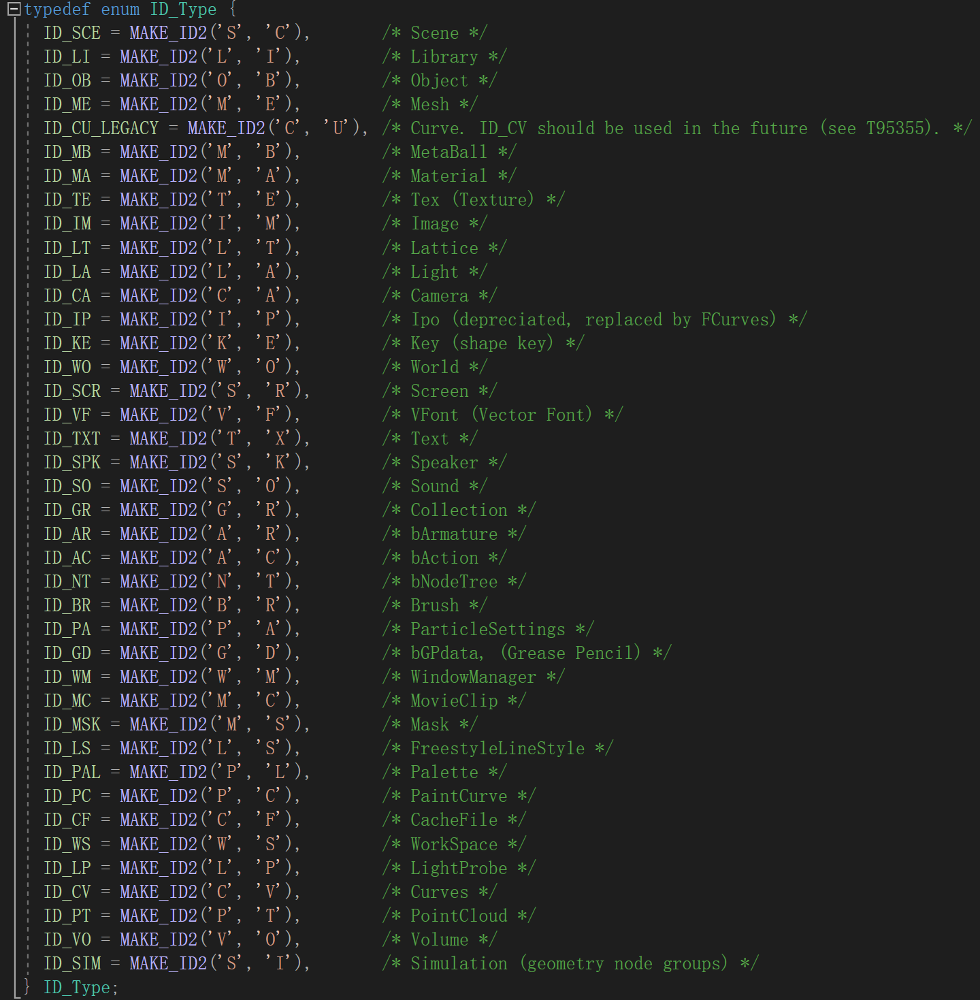 typedef enum ID_Type {
ID_SCE = MAKE_ID2('S', 'C'), /* Scene */
ID_LI = MAKE_ID2('L', 'I'), /* Library */
ID_OB = MAKE_ID2('O', 'B'), /* Object */
ID_ME = MAKE_ID2('M', 'E'), /* Mesh */
ID_CU_LEGACY = MAKE_ID2('C', 'U'), /* Curve. ID_CV should be used in the future (see T95355). */
ID_MB = MAKE_ID2('M', 'B'), /* MetaBall */
ID_MA = MAKE_ID2('M', 'A'), /* Material */
ID_TE = MAKE_ID2('T', 'E'), /* Tex (Texture) */
ID_IM = MAKE_ID2('I', 'M'), /* Image */
ID_LT = MAKE_ID2('L', 'T'), /* Lattice */
ID_LA = MAKE_ID2('L', 'A'), /* Light */
ID_CA = MAKE_ID2('C', 'A'), /* Camera */
ID_IP = MAKE_ID2('I', 'P'), /* Ipo (depreciated, replaced by FCurves) */
ID_KE = MAKE_ID2('K', 'E'), /* Key (shape key) */
ID_WO = MAKE_ID2('W', 'O'), /* World */
ID_SCR = MAKE_ID2('S', 'R'), /* Screen */
ID_VF = MAKE_ID2('V', 'F'), /* VFont (Vector Font) */
ID_TXT = MAKE_ID2('T', 'X'), /* Text */
ID_SPK = MAKE_ID2('S', 'K'), /* Speaker */
ID_SO = MAKE_ID2('S', 'O'), /* Sound */
ID_GR = MAKE_ID2('G', 'R'), /* Collection */
ID_AR = MAKE_ID2('A', 'R'), /* bArmature */
ID_AC = MAKE_ID2('A', 'C'), /* bAction */
ID_NT = MAKE_ID2('N', 'T'), /* bNodeTree */
ID_BR = MAKE_ID2('B', 'R'), /* Brush */
ID_PA = MAKE_ID2('P', 'A'), /* ParticleSettings */
ID_GD = MAKE_ID2('G', 'D'), /* bGPdata, (Grease Pencil) */
ID_WM = MAKE_ID2('W', 'M'), /* WindowManager */
ID_MC = MAKE_ID2('M', 'C'), /* MovieClip */
ID_MSK = MAKE_ID2('M', 'S'), /* Mask */
ID_LS = MAKE_ID2('L', 'S'), /* FreestyleLineStyle */
ID_PAL = MAKE_ID2('P', 'L'), /* Palette */
ID_PC = MAKE_ID2('P', 'C'), /* PaintCurve */
ID_CF = MAKE_ID2('C', 'F'), /* CacheFile */
ID_WS = MAKE_ID2('W', 'S'), /* WorkSpace */
ID_LP = MAKE_ID2('L', 'P'), /* LightProbe */
ID_CV = MAKE_ID2('C', 'V'), /* Curves */
ID_PT = MAKE_ID2('P', 'T'), /* PointCloud */
ID_VO = MAKE_ID2('V', 'O'), /* Volume */
ID_SIM = MAKE_ID2('S', 'I'), /* Simulation (geometry node groups) */
} ID_Type;